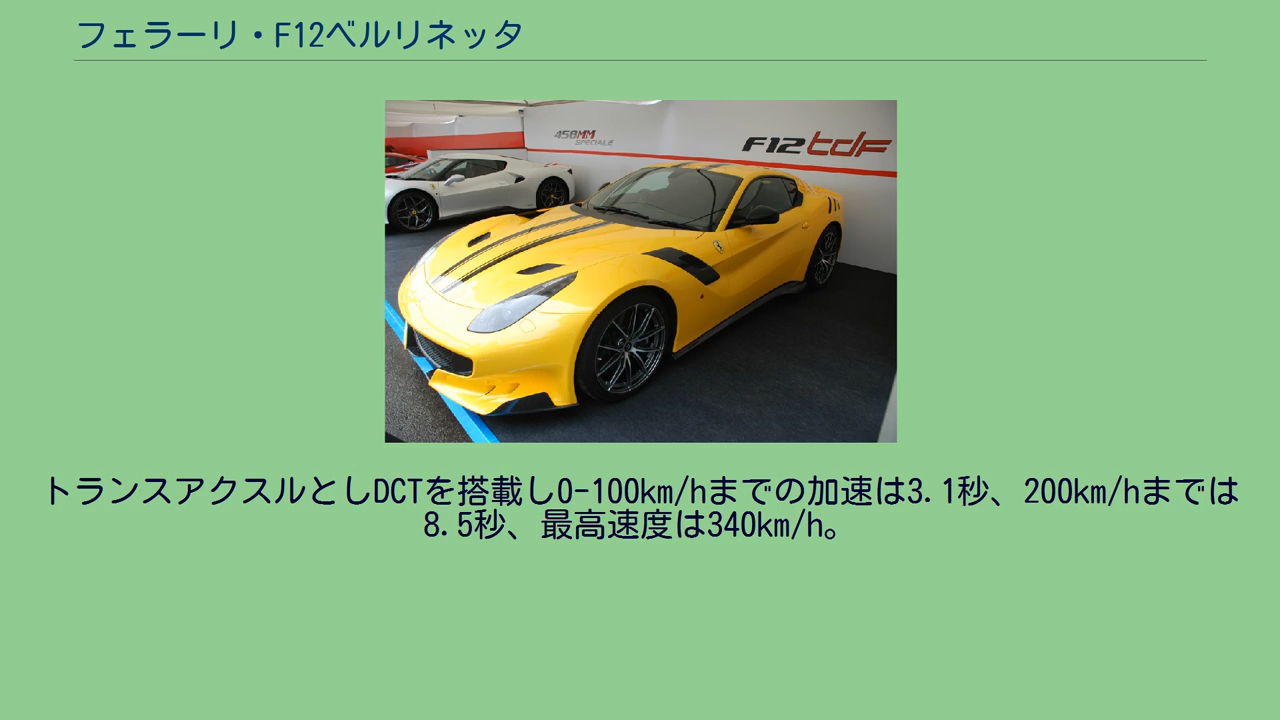 フェラーリ・F12ベルリネッタ
458MM
SPECIALE
F12tdF
トランスアクスルとしDCTを搭載し0-100km/hまでの加速は3.1秒、200km/hまでは
8.5秒、最高速度は340km/h。